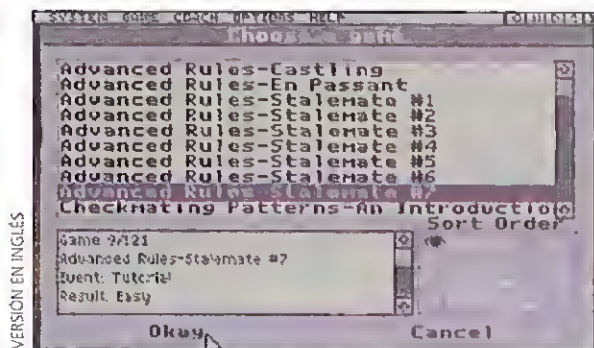 SYSTEM GAME COACH OPTIONS HELP
Choose a game
Advanced Rules-Castling
Advanced Rules-En Passant
Advanced Rules-Stalemate #1
Advanced Rules-Stalemate #2
Advanced Rules-Stalemate #3
Advanced Rules-Stalemate #4
Advanced Rules-Stalemate #5
Advanced Rules-Stalemate #6
Advanced Rules-Stalemate #7
Checkmating Patterns-An Introductio
Sort Order
Game 9/121
Advanced Rules-Stalemate #7
Event: Tutorial
Result: Easy
Okay
Cancel
VERSIÓN EN INGLÉS